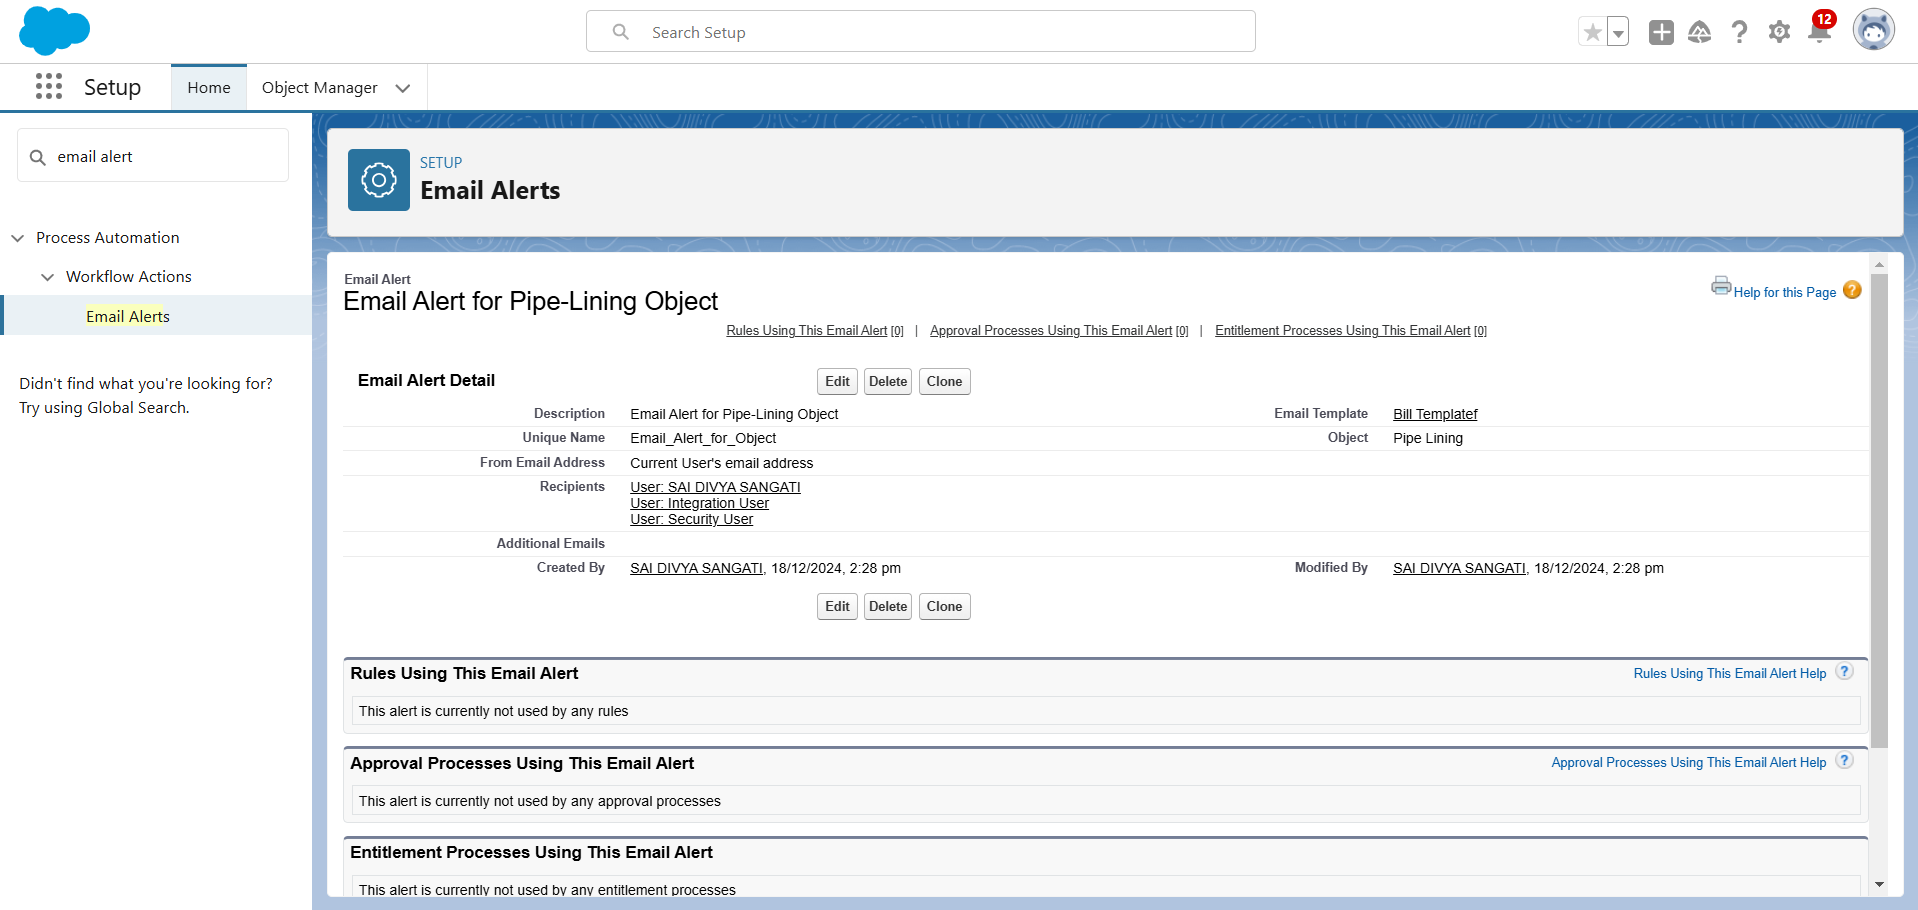 Search Setup
12
Setup
Home
Object Manager
email alert
SETUP
Email Alerts
Process Automation
Workflow Actions
Email Alerts
Didn't find what you're looking for?
Try using Global Search.
Email Alert
Email Alert for Pipe-Lining Object
Help for this Page ?
Rules Using This Email Alert [0] | Approval Processes Using This Email Alert [0] | Entitlement Processes Using This Email Alert [0]
Email Alert Detail
Edit Delete Clone
Description Email Alert for Pipe-Lining Object Email Template Bill Templatef
Unique Name Email_Alert_for_Object Object Pipe Lining
From Email Address Current User's email address
Recipients User: SAI DIVYA SANGATI
User: Integration User
User: Security User
Additional Emails
Created By SAI DIVYA SANGATI, 18/12/2024, 2:28 pm Modified By SAI DIVYA SANGATI, 18/12/2024, 2:28 pm
Edit Delete Clone
Rules Using This Email Alert Rules Using This Email Alert Help ?
This alert is currently not used by any rules
Approval Processes Using This Email Alert Approval Processes Using This Email Alert Help ?
This alert is currently not used by any approval processes
Entitlement Processes Using This Email Alert
This alert is currently not used by any entitlement processes